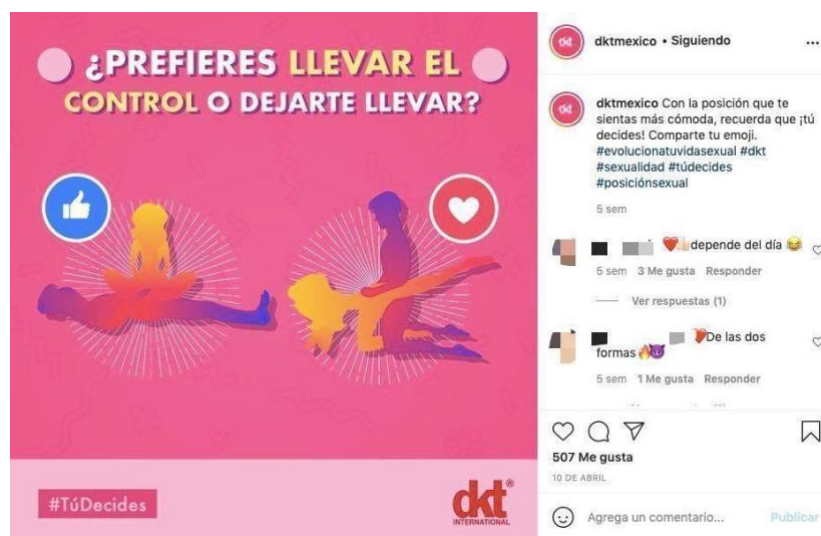 ¿PREFIERES LLEVAR EL
CONTROL O DEJARTE LLEVAR?
#TúDecides
dkt®
INTERNATIONAL
dkt
dktmexico • Siguiendo
dkt
dktmexico Con la posición que te
sientas más cómoda, recuerda que ¡tú
decides! Comparte tu emoji.
#evolucionatuvidasexual #dkt
#sexualidad #túdecides
#posiciónsexual
5 sem
❤️👍depende del día 😂
5 sem 3 Me gusta Responder
Ver respuestas (1)
De las dos
formas 🔥😈
5 sem 1 Me gusta Responder
507 Me gusta
10 DE ABRIL
Agrega un comentario... Publicar